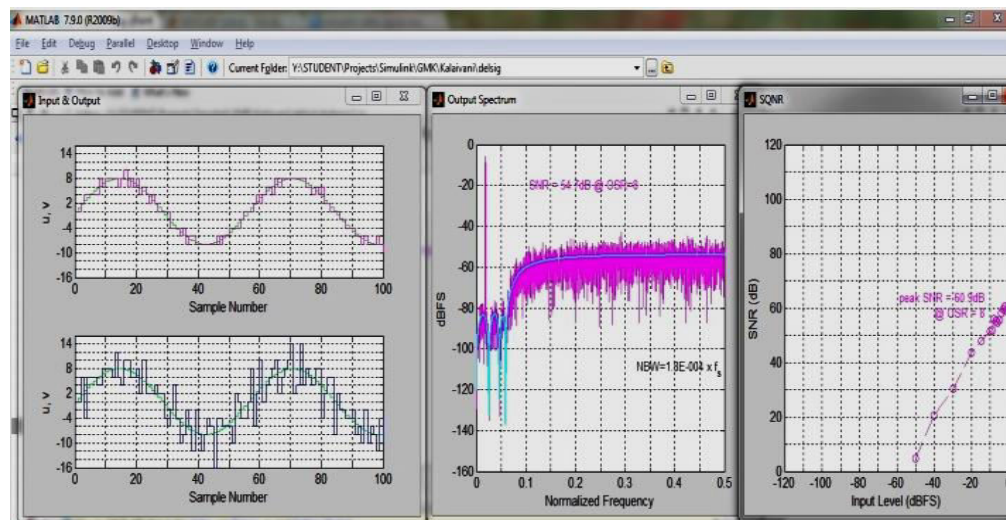 MATLAB 7.9.0 (R2009b)
File Edit Debug Parallel Desktop Window Help
Current Folder: Y:\STUDENT\Projects\Simulink\GMK\Kalaivani\delsig
Input & Output
14
8
2
-4
-10
-16
u, v
0 20 40 60 80 100
Sample Number
14
8
2
-4
-10
-16
u, v
0 20 40 60 80 100
Sample Number
Output Spectrum
0
-20
-40
-60
-80
-100
-120
-140
-160
dBFS
SNR = 54.7dB @ OSR=8
NBW=1.8E-004 x fs
0 0.1 0.2 0.3 0.4 0.5
Normalized Frequency
SQNR
120
100
80
60
40
20
0
SNR (dB)
peak SNR = 60.9dB
@ OSR = 8
-120 -100 -80 -60 -40 -20
Input Level (dBFS)